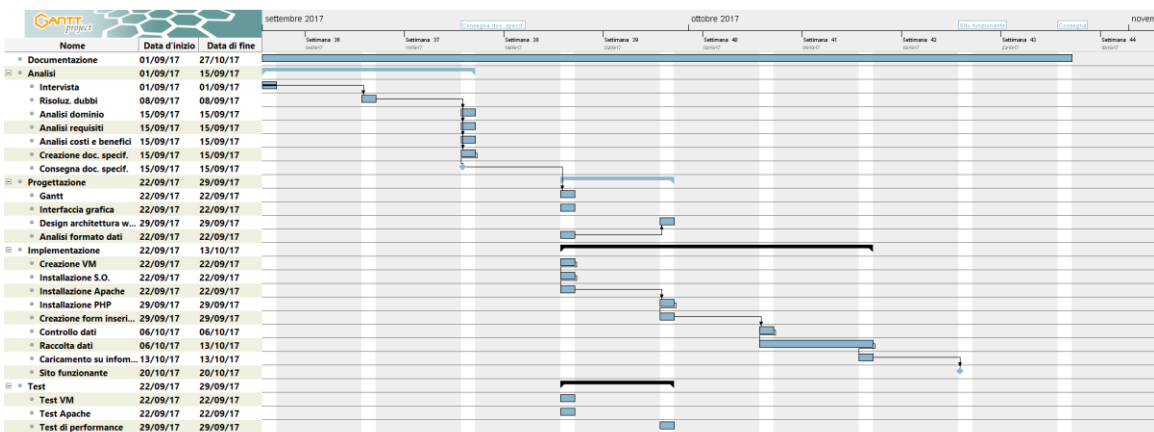 GANTT project
settembre 2017
ottobre 2017
Consegna doc. specif.
Sito funzionante
Consegna
Settimana 36
Settimana 37
Settimana 38
Settimana 39
Settimana 40
Settimana 41
Settimana 42
Settimana 43
Settimana 44
Nome Data d'inizio Data di fine
Documentazione 01/09/17 27/10/17
Analisi 01/09/17 15/09/17
Intervista 01/09/17 01/09/17
Risoluz. dubbi 08/09/17 08/09/17
Analisi dominio 15/09/17 15/09/17
Analisi requisiti 15/09/17 15/09/17
Analisi costi e benefici 15/09/17 15/09/17
Creazione doc. specif. 15/09/17 15/09/17
Consegna doc. specif. 15/09/17 15/09/17
Progettazione 22/09/17 29/09/17
Gantt 22/09/17 22/09/17
Interfaccia grafica 22/09/17 22/09/17
Design architettura w... 29/09/17 29/09/17
Analisi formato dati 22/09/17 22/09/17
Implementazione 22/09/17 13/10/17
Creazione VM 22/09/17 22/09/17
Installazione S.O. 22/09/17 22/09/17
Installazione Apache 22/09/17 22/09/17
Installazione PHP 29/09/17 29/09/17
Creazione form inseri... 29/09/17 29/09/17
Controllo dati 06/10/17 06/10/17
Raccolta dati 06/10/17 13/10/17
Caricamento su infom... 13/10/17 13/10/17
Sito funzionante 20/10/17 20/10/17
Test 22/09/17 29/09/17
Test VM 22/09/17 22/09/17
Test Apache 22/09/17 22/09/17
Test di performance 29/09/17 29/09/17